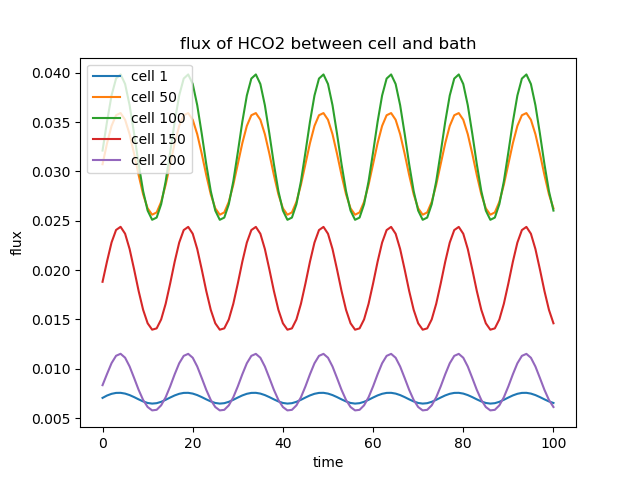 flux of HCO2 between cell and bath
cell 1
cell 50
cell 100
cell 150
cell 200
0.040
0.035
0.030
0.025
0.020
0.015
0.010
0.005
flux
0 20 40 60 80 100
time